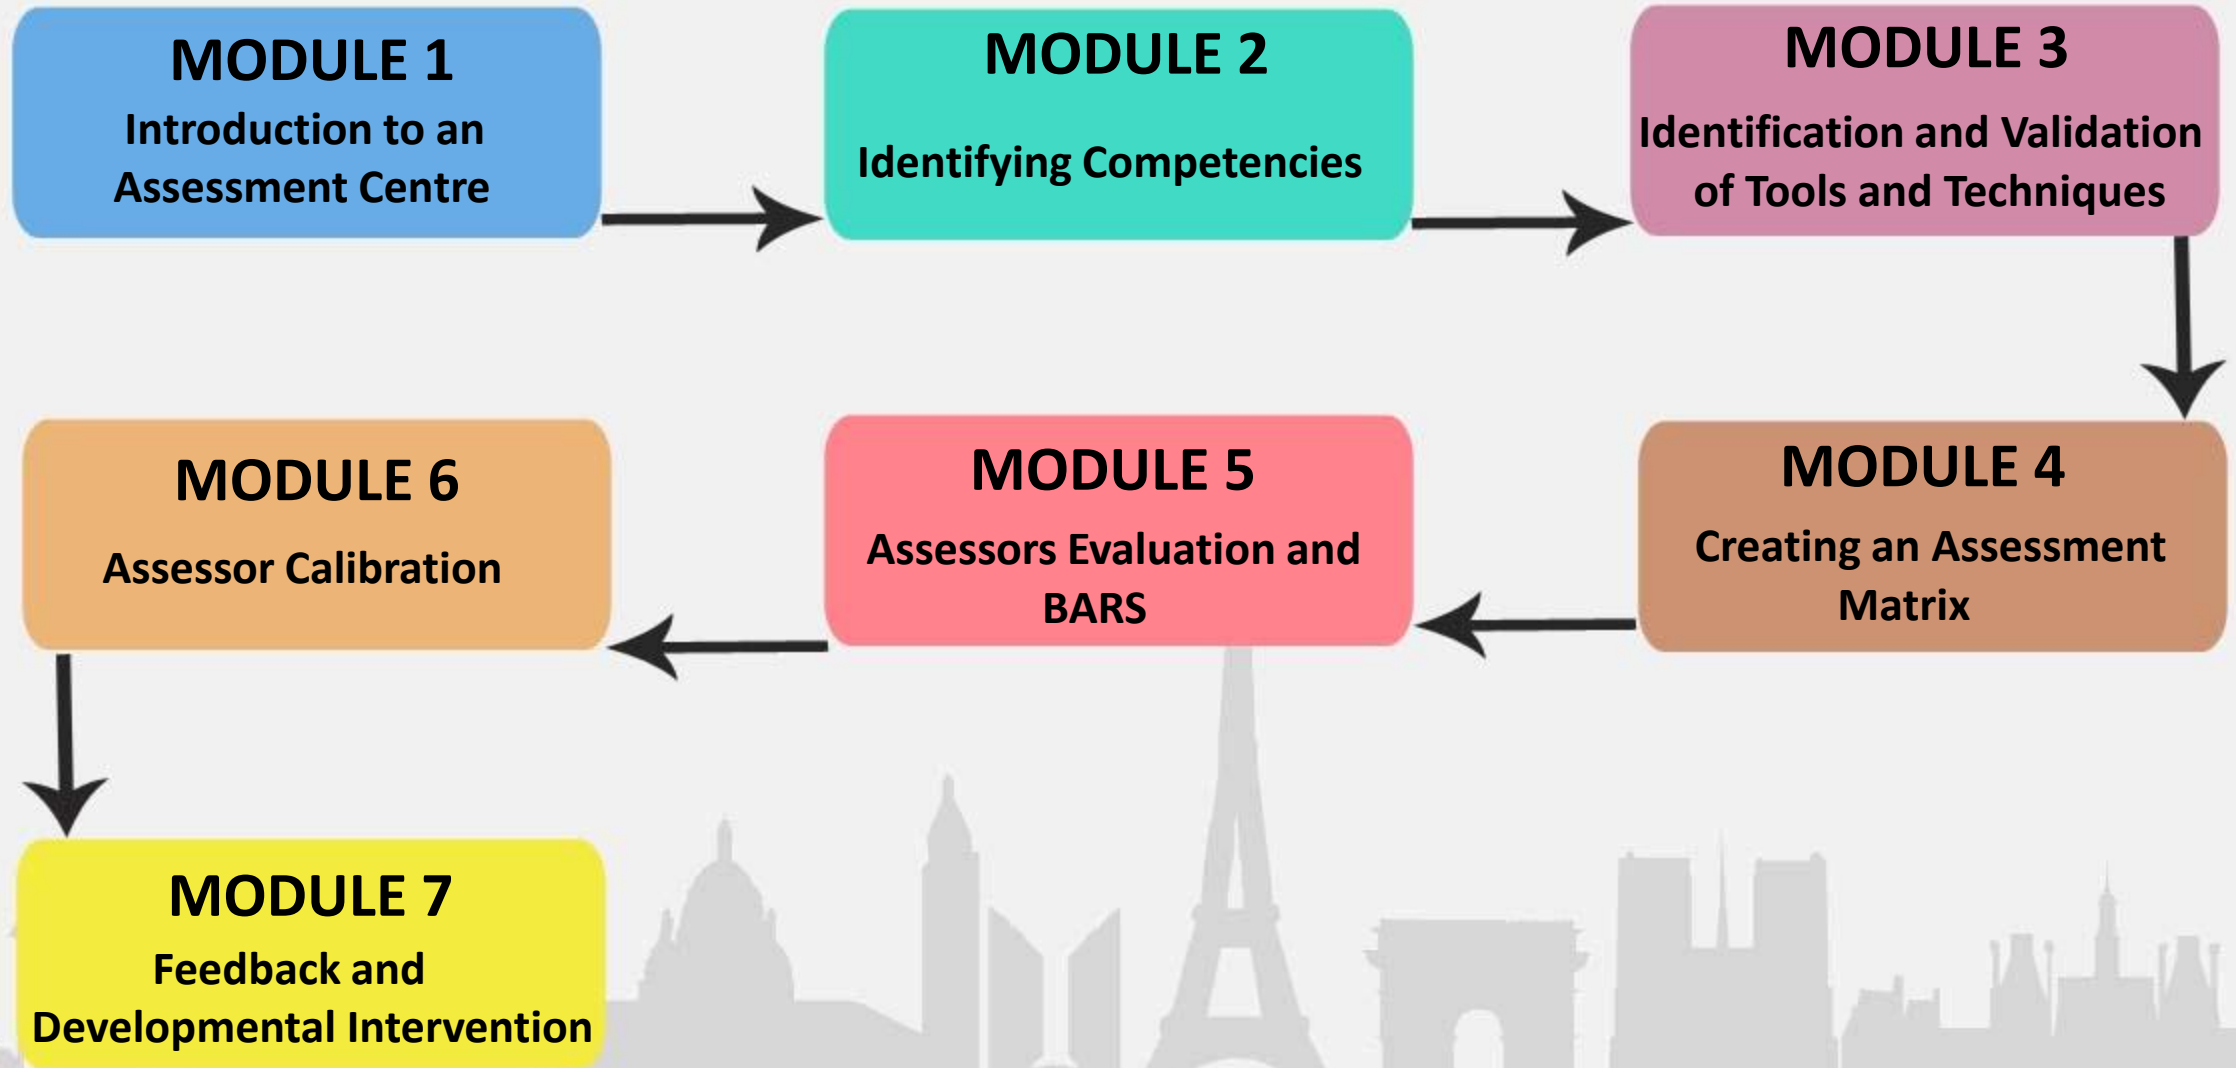 MODULE 1
Introduction to an
Assessment Centre
MODULE 2
Identifying Competencies
MODULE 3
Identification and Validation
of Tools and Techniques
MODULE 4
Creating an Assessment
Matrix
MODULE 5
Assessors Evaluation and
BARS
MODULE 6
Assessor Calibration
MODULE 7
Feedback and
Developmental Intervention